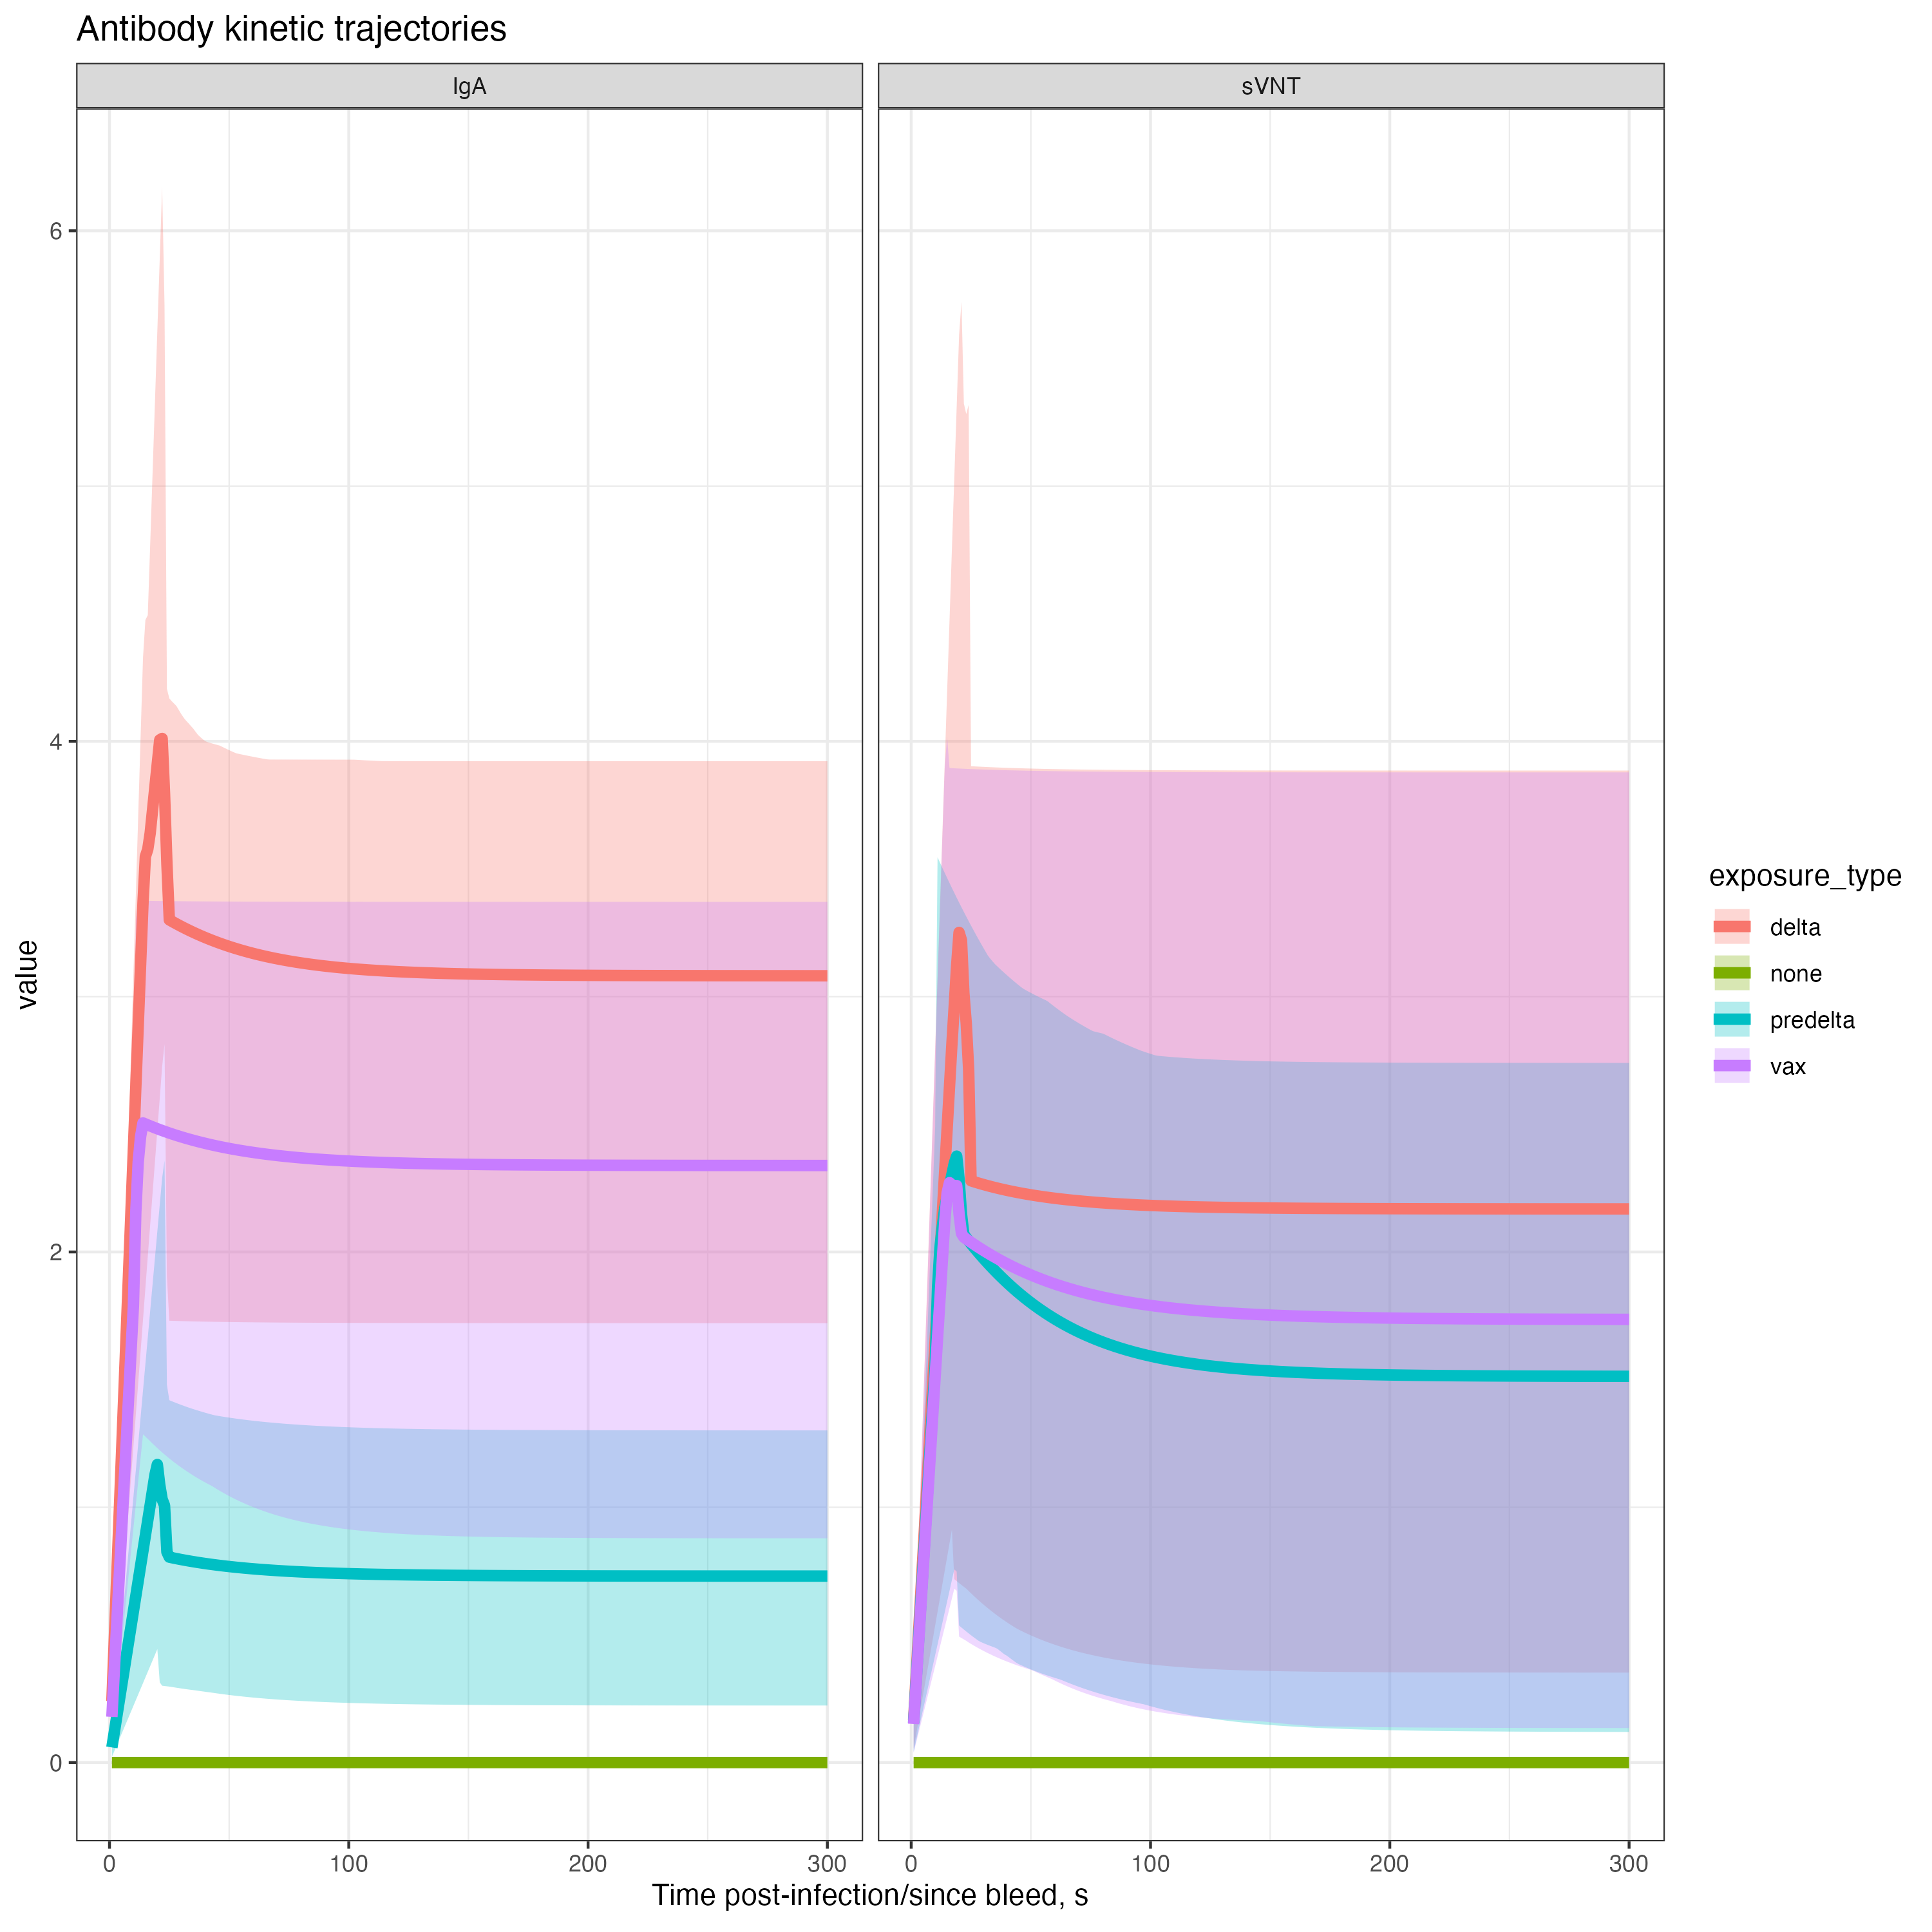 Antibody kinetic trajectories
IgA
sVNT
value
6
4
2
0
0
100
200
300
0
100
200
300
Time post-infection/since bleed, s
exposure_type
delta
none
predelta
vax